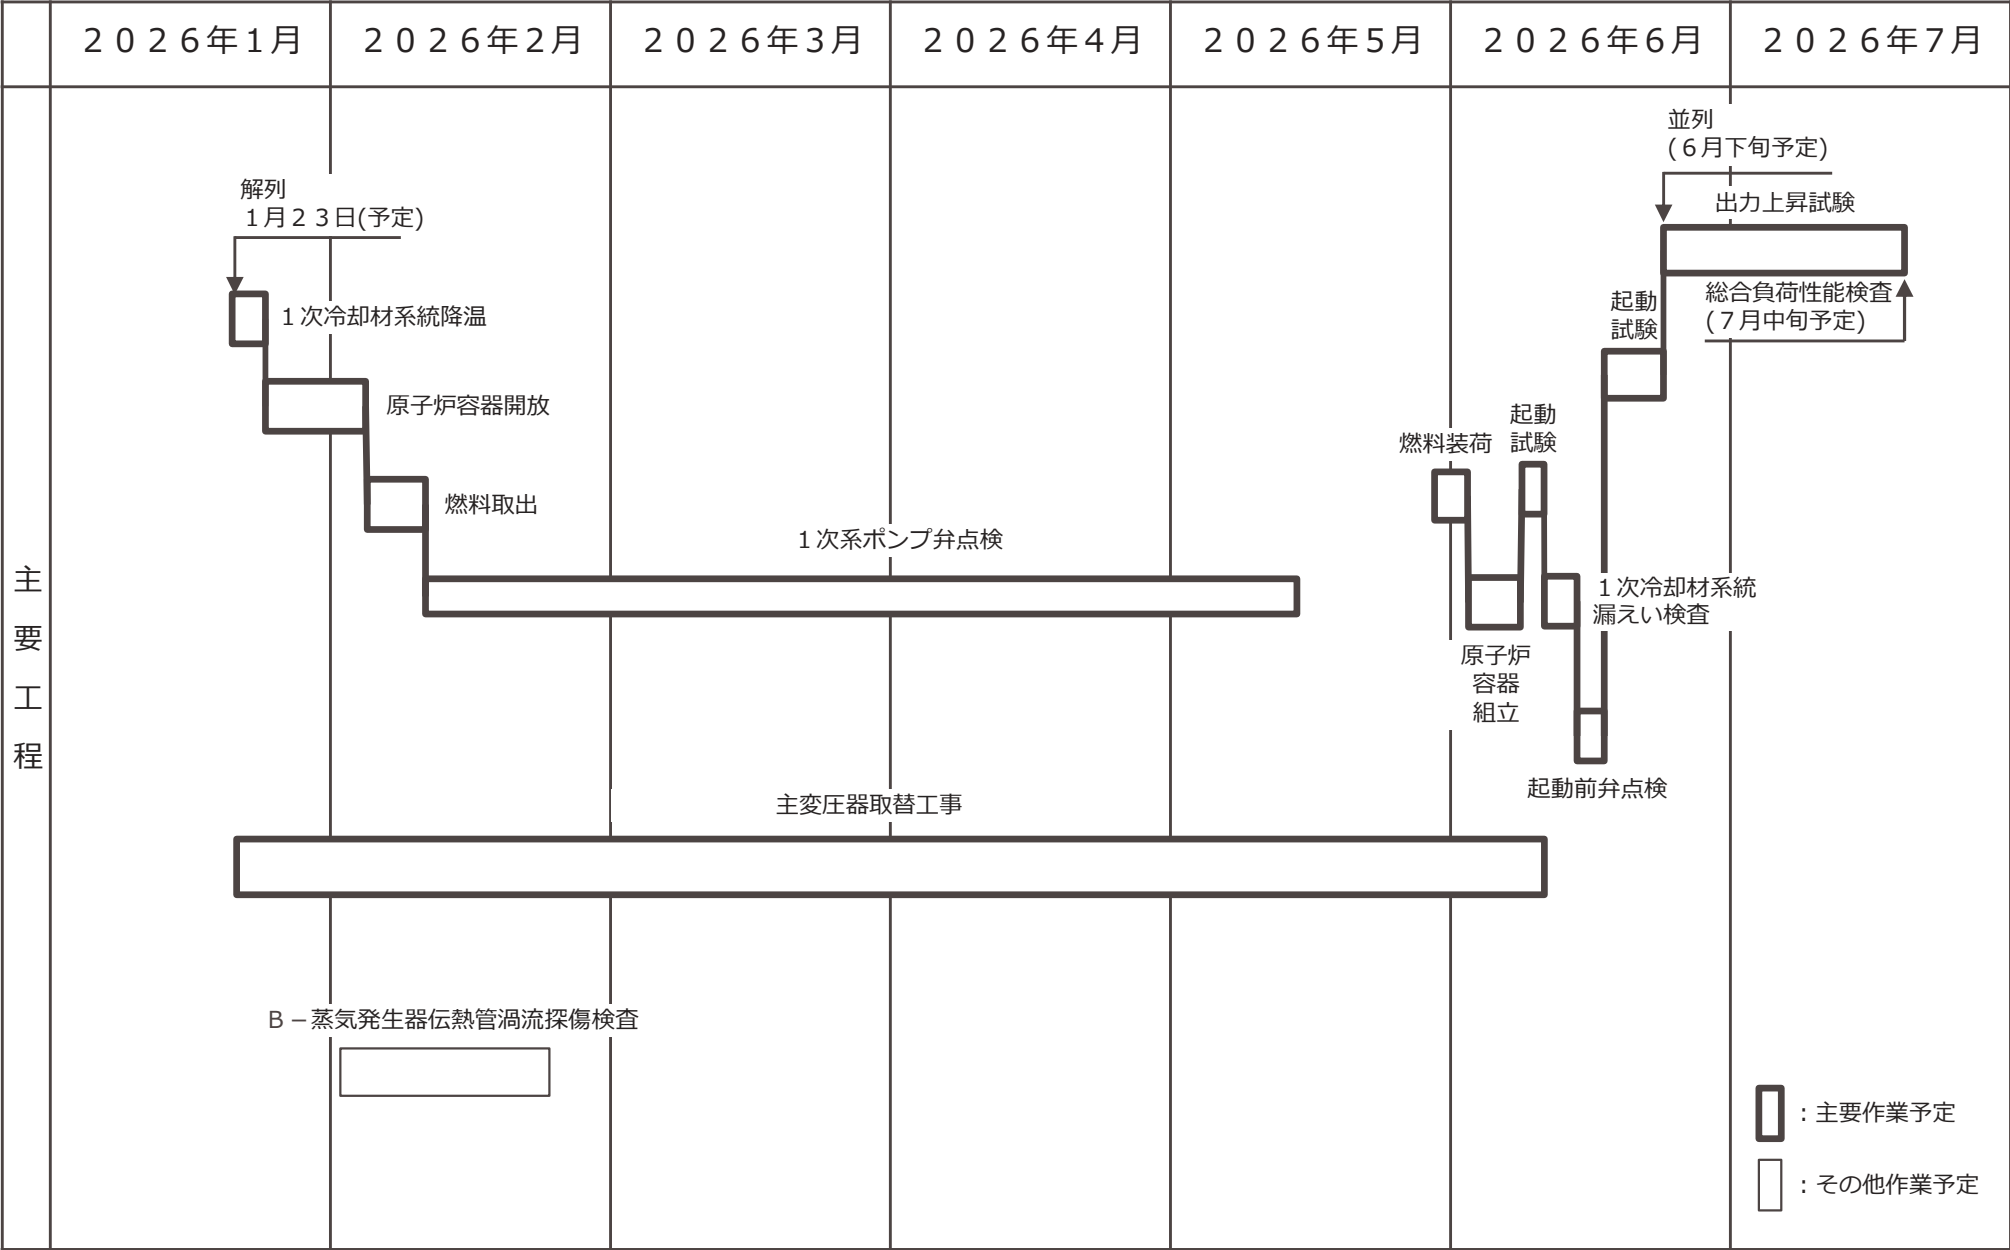 ２０２６年１月
２０２６年２月
２０２６年３月
２０２６年４月
２０２６年５月
２０２６年６月
２０２６年７月
主要工程
解列
１月２３日(予定)
１次冷却材系統降温
原子炉容器開放
燃料取出
１次系ポンプ弁点検
燃料装荷
原子炉
容器
組立
起動
試験
１次冷却材系統
漏えい検査
起動前弁点検
起動
試験
並列
(６月下旬予定)
出力上昇試験
総合負荷性能検査
(７月中旬予定)
主変圧器取替工事
Ｂ－蒸気発生器伝熱管渦流探傷検査
：主要作業予定
：その他作業予定